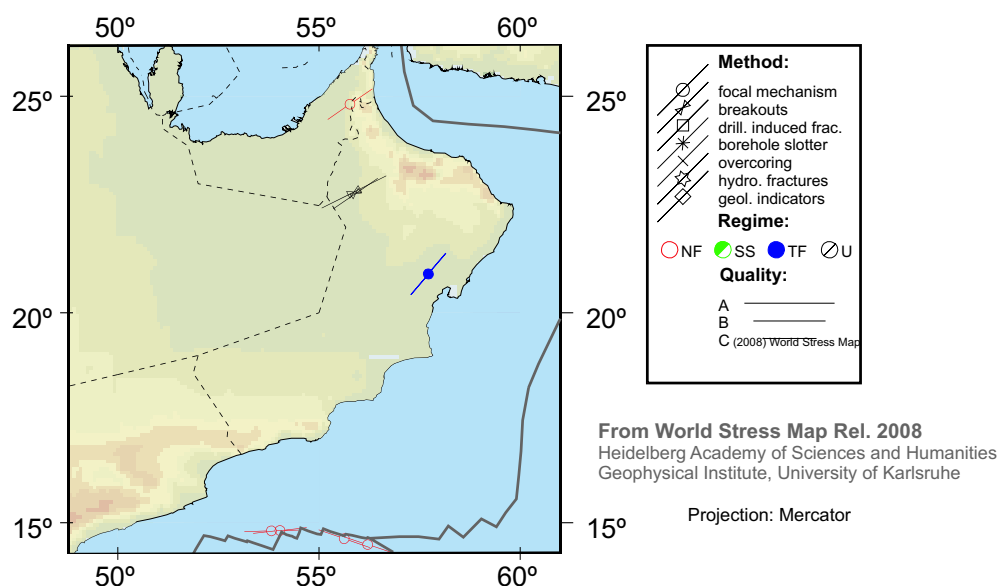 50º 55º 60º
25º 25º
20º 20º
15º 15º
50º 55º 60º
Method:
focal mechanism
breakouts
drill. induced frac.
borehole slotter
overcoring
hydro. fractures
geol. indicators
Regime:
NF SS TF U
Quality:
A
B
C (2008) World Stress Map
From World Stress Map Rel. 2008
Heidelberg Academy of Sciences and Humanities
Geophysical Institute, University of Karlsruhe
Projection: Mercator